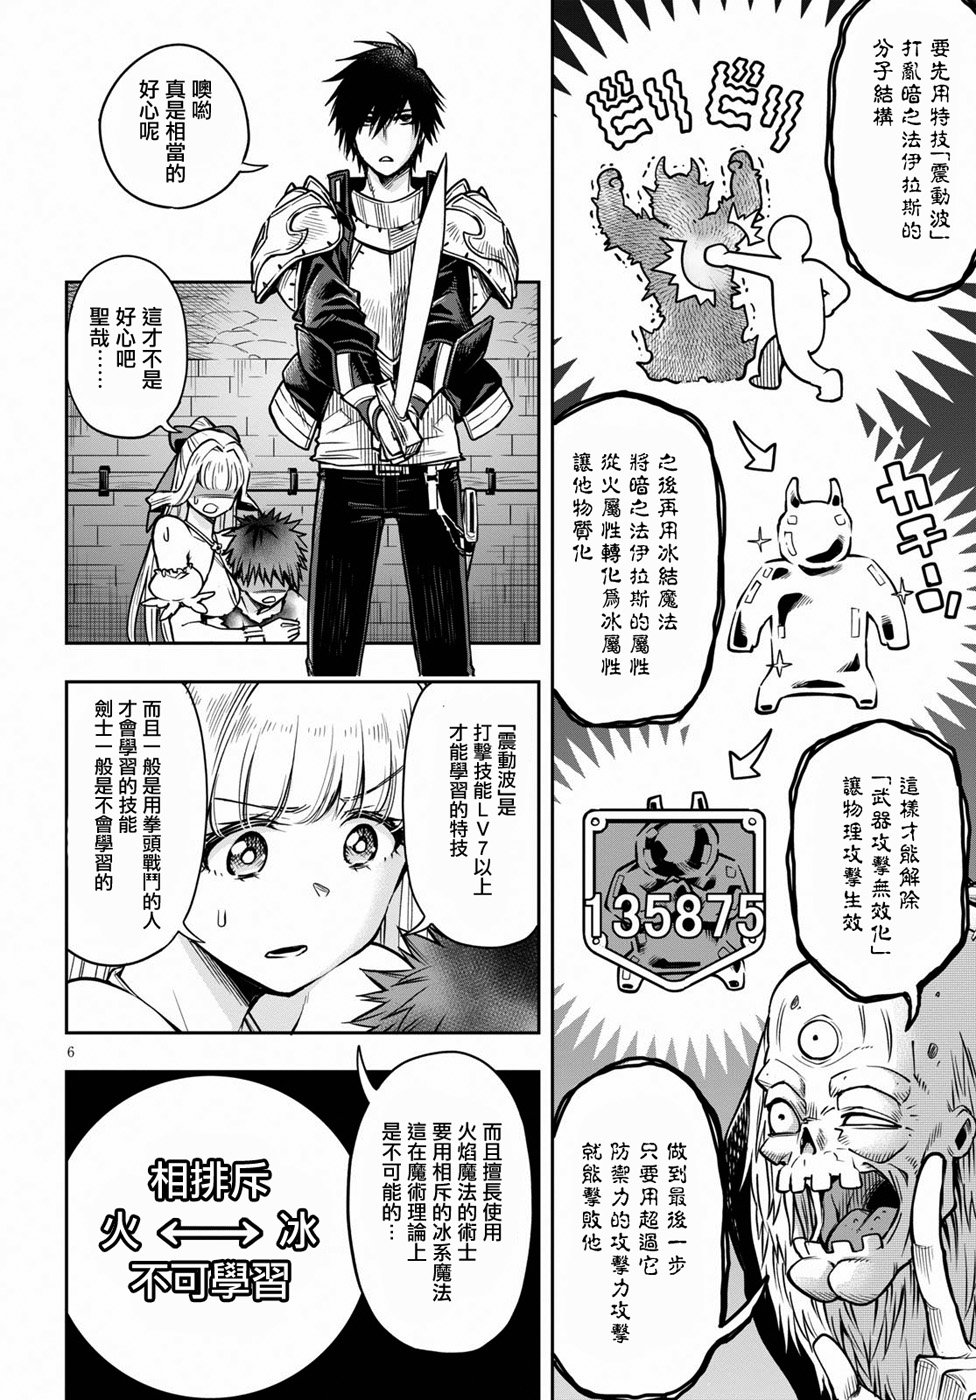 要先用特技「震動波」
打亂暗之法伊拉斯的
分子結構
ビビビビ
之後再用冰結魔法
將暗之法伊拉斯的屬性
從火屬性轉化爲冰屬性
讓他物質化
カチーン
這樣才能解除
「武器攻擊無效化」
讓物理攻擊生效
135875
做到最後一步
只要用超過它
防禦力的攻擊力攻擊
就能擊敗他
噢喲
真是相當的
好心呢
這才不是
好心吧
聖哉……
「震動波」是
打擊技能LV7以上
才能學習的特技
而且一般是用拳頭戰鬥的人
才會學習的技能
劍士一般是不會學習的
6
而且擅長使用
火焰魔法的術士
要用相斥的冰系魔法
這在魔術理論上
是不可能的…
相排斥
火 ⟷ 冰
不可學習